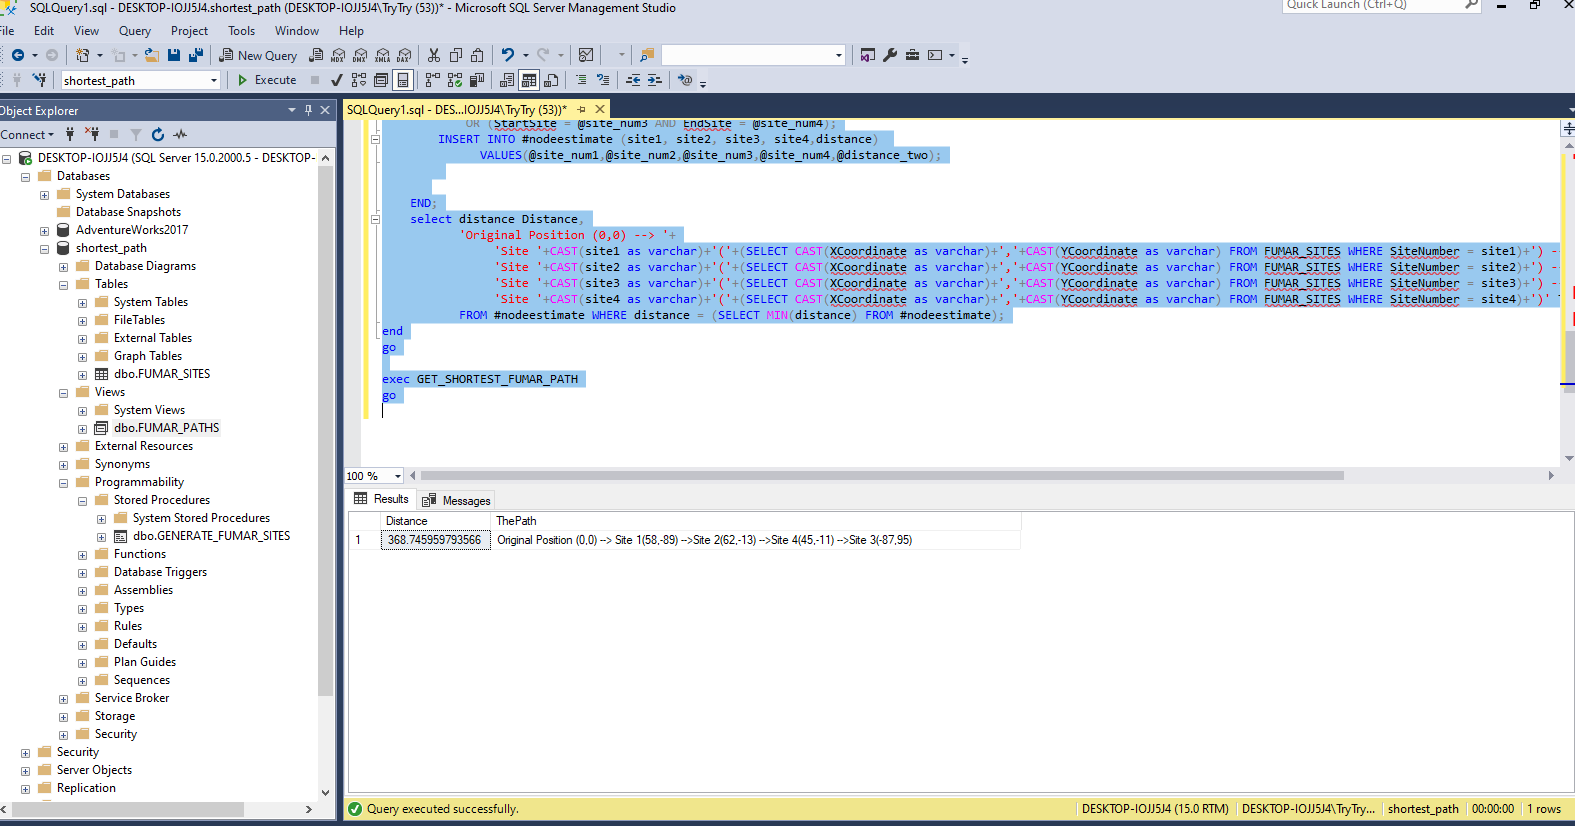 SQLQuery1.sql - DESKTOP-IOJJ5J4.shortest_path (DESKTOP-IOJJ5J4\TryTry (53))* - Microsoft SQL Server Management Studio
Quick Launch (Ctrl+Q)
File Edit View Query Project Tools Window Help
New Query
MDX DMX XMLA DAX
shortest_path
Execute
Object Explorer
SQLQuery1.sql - DES...IOJJ5J4\TryTry (53))*
Connect
DESKTOP-IOJJ5J4 (SQL Server 15.0.2000.5 - DESKTOP-
Databases
System Databases
Database Snapshots
AdventureWorks2017
shortest_path
Database Diagrams
Tables
System Tables
FileTables
External Tables
Graph Tables
dbo.FUMAR_SITES
Views
System Views
dbo.FUMAR_PATHS
External Resources
Synonyms
Programmability
Stored Procedures
System Stored Procedures
dbo.GENERATE_FUMAR_SITES
Functions
Database Triggers
Assemblies
Types
Rules
Defaults
Plan Guides
Sequences
Service Broker
Storage
Security
Security
Server Objects
Replication
OR (StartSite = @site_num3 AND EndSite = @site_num4);
INSERT INTO #nodeestimate (site1, site2, site3, site4,distance)
VALUES(@site_num1,@site_num2,@site_num3,@site_num4,@distance_two);
END;
select distance Distance,
'Original Position (0,0) --> '+
'Site '+CAST(site1 as varchar)+'('+(SELECT CAST(XCoordinate as varchar)+','+CAST(YCoordinate as varchar) FROM FUMAR_SITES WHERE SiteNumber = site1)+') --
'Site '+CAST(site2 as varchar)+'('+(SELECT CAST(XCoordinate as varchar)+','+CAST(YCoordinate as varchar) FROM FUMAR_SITES WHERE SiteNumber = site2)+') --
'Site '+CAST(site3 as varchar)+'('+(SELECT CAST(XCoordinate as varchar)+','+CAST(YCoordinate as varchar) FROM FUMAR_SITES WHERE SiteNumber = site3)+') --
'Site '+CAST(site4 as varchar)+'('+(SELECT CAST(XCoordinate as varchar)+','+CAST(YCoordinate as varchar) FROM FUMAR_SITES WHERE SiteNumber = site4)+')'
FROM #nodeestimate WHERE distance = (SELECT MIN(distance) FROM #nodeestimate);
end
go
exec GET_SHORTEST_FUMAR_PATH
go
100 %
Results Messages
Distance ThePath
1 368.745959793566 Original Position (0,0) --> Site 1(58,-89) -->Site 2(62,-13) -->Site 4(45,-11) -->Site 3(-87,95)
Query executed successfully. DESKTOP-IOJJ5J4 (15.0 RTM) DESKTOP-IOJJ5J4\TryTry... shortest_path 00:00:00 1 rows